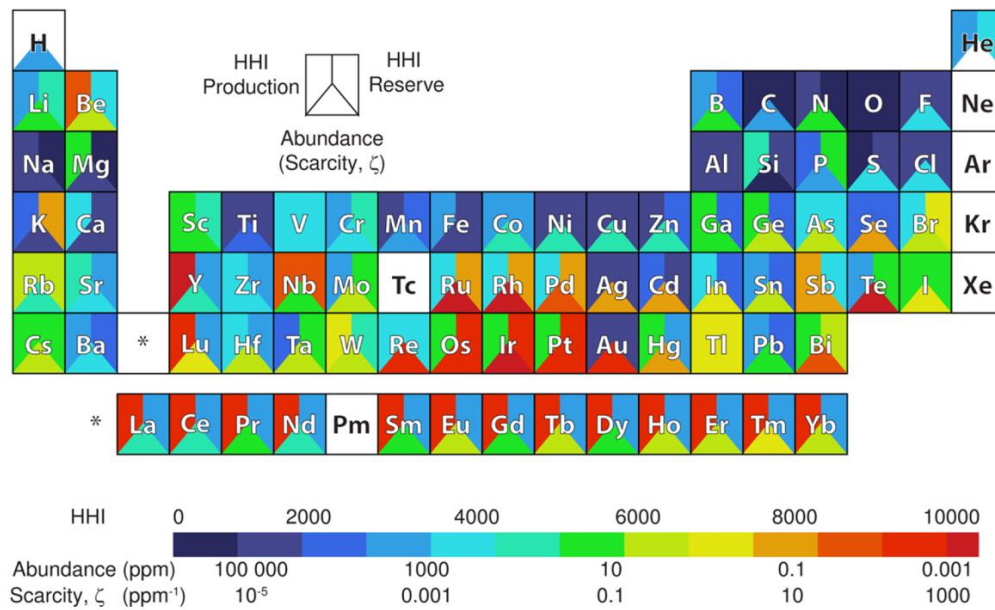 H He
HHI Production HHI Reserve
Abundance (Scarcity, ζ)
Li Be B C N O F Ne
Na Mg Al Si P S Cl Ar
K Ca Sc Ti V Cr Mn Fe Co Ni Cu Zn Ga Ge As Se Br Kr
Rb Sr Y Zr Nb Mo Tc Ru Rh Pd Ag Cd In Sn Sb Te I Xe
Cs Ba * Lu Hf Ta W Re Os Ir Pt Au Hg Tl Pb Bi
* La Ce Pr Nd Pm Sm Eu Gd Tb Dy Ho Er Tm Yb
HHI 0 2000 4000 6000 8000 10000
Abundance (ppm) 100 000 1000 10 0.1 0.001
Scarcity, ζ (ppm⁻¹) 10⁻⁵ 0.001 0.1 10 1000